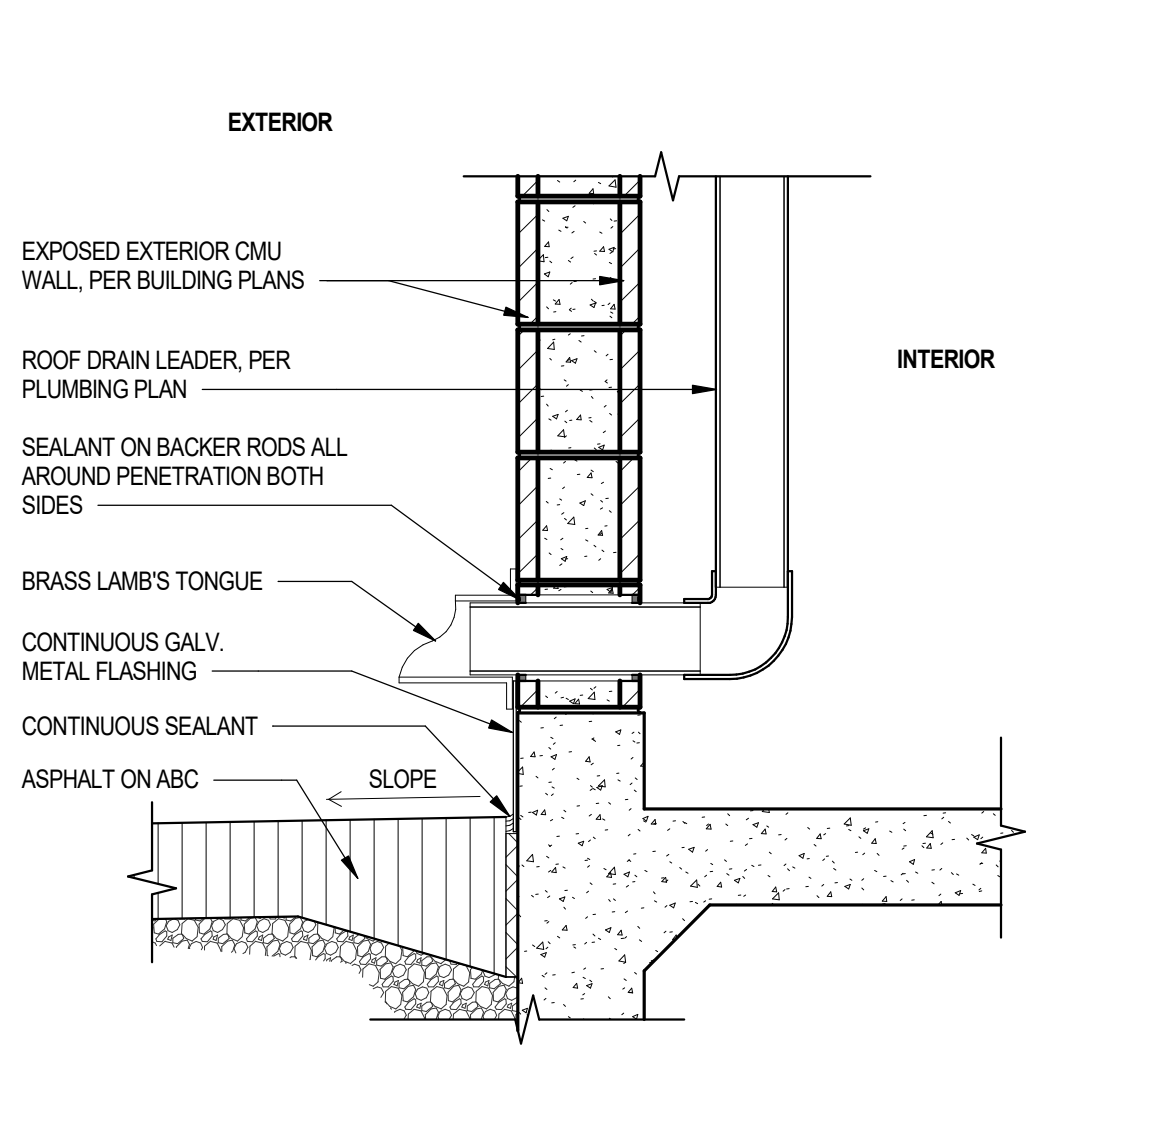 EXTERIOR
EXPOSED EXTERIOR CMU
WALL, PER BUILDING PLANS
ROOF DRAIN LEADER, PER
PLUMBING PLAN
INTERIOR
SEALANT ON BACKER RODS ALL
AROUND PENETRATION BOTH
SIDES
BRASS LAMB'S TONGUE
CONTINUOUS GALV.
METAL FLASHING
CONTINUOUS SEALANT
ASPHALT ON ABC
SLOPE